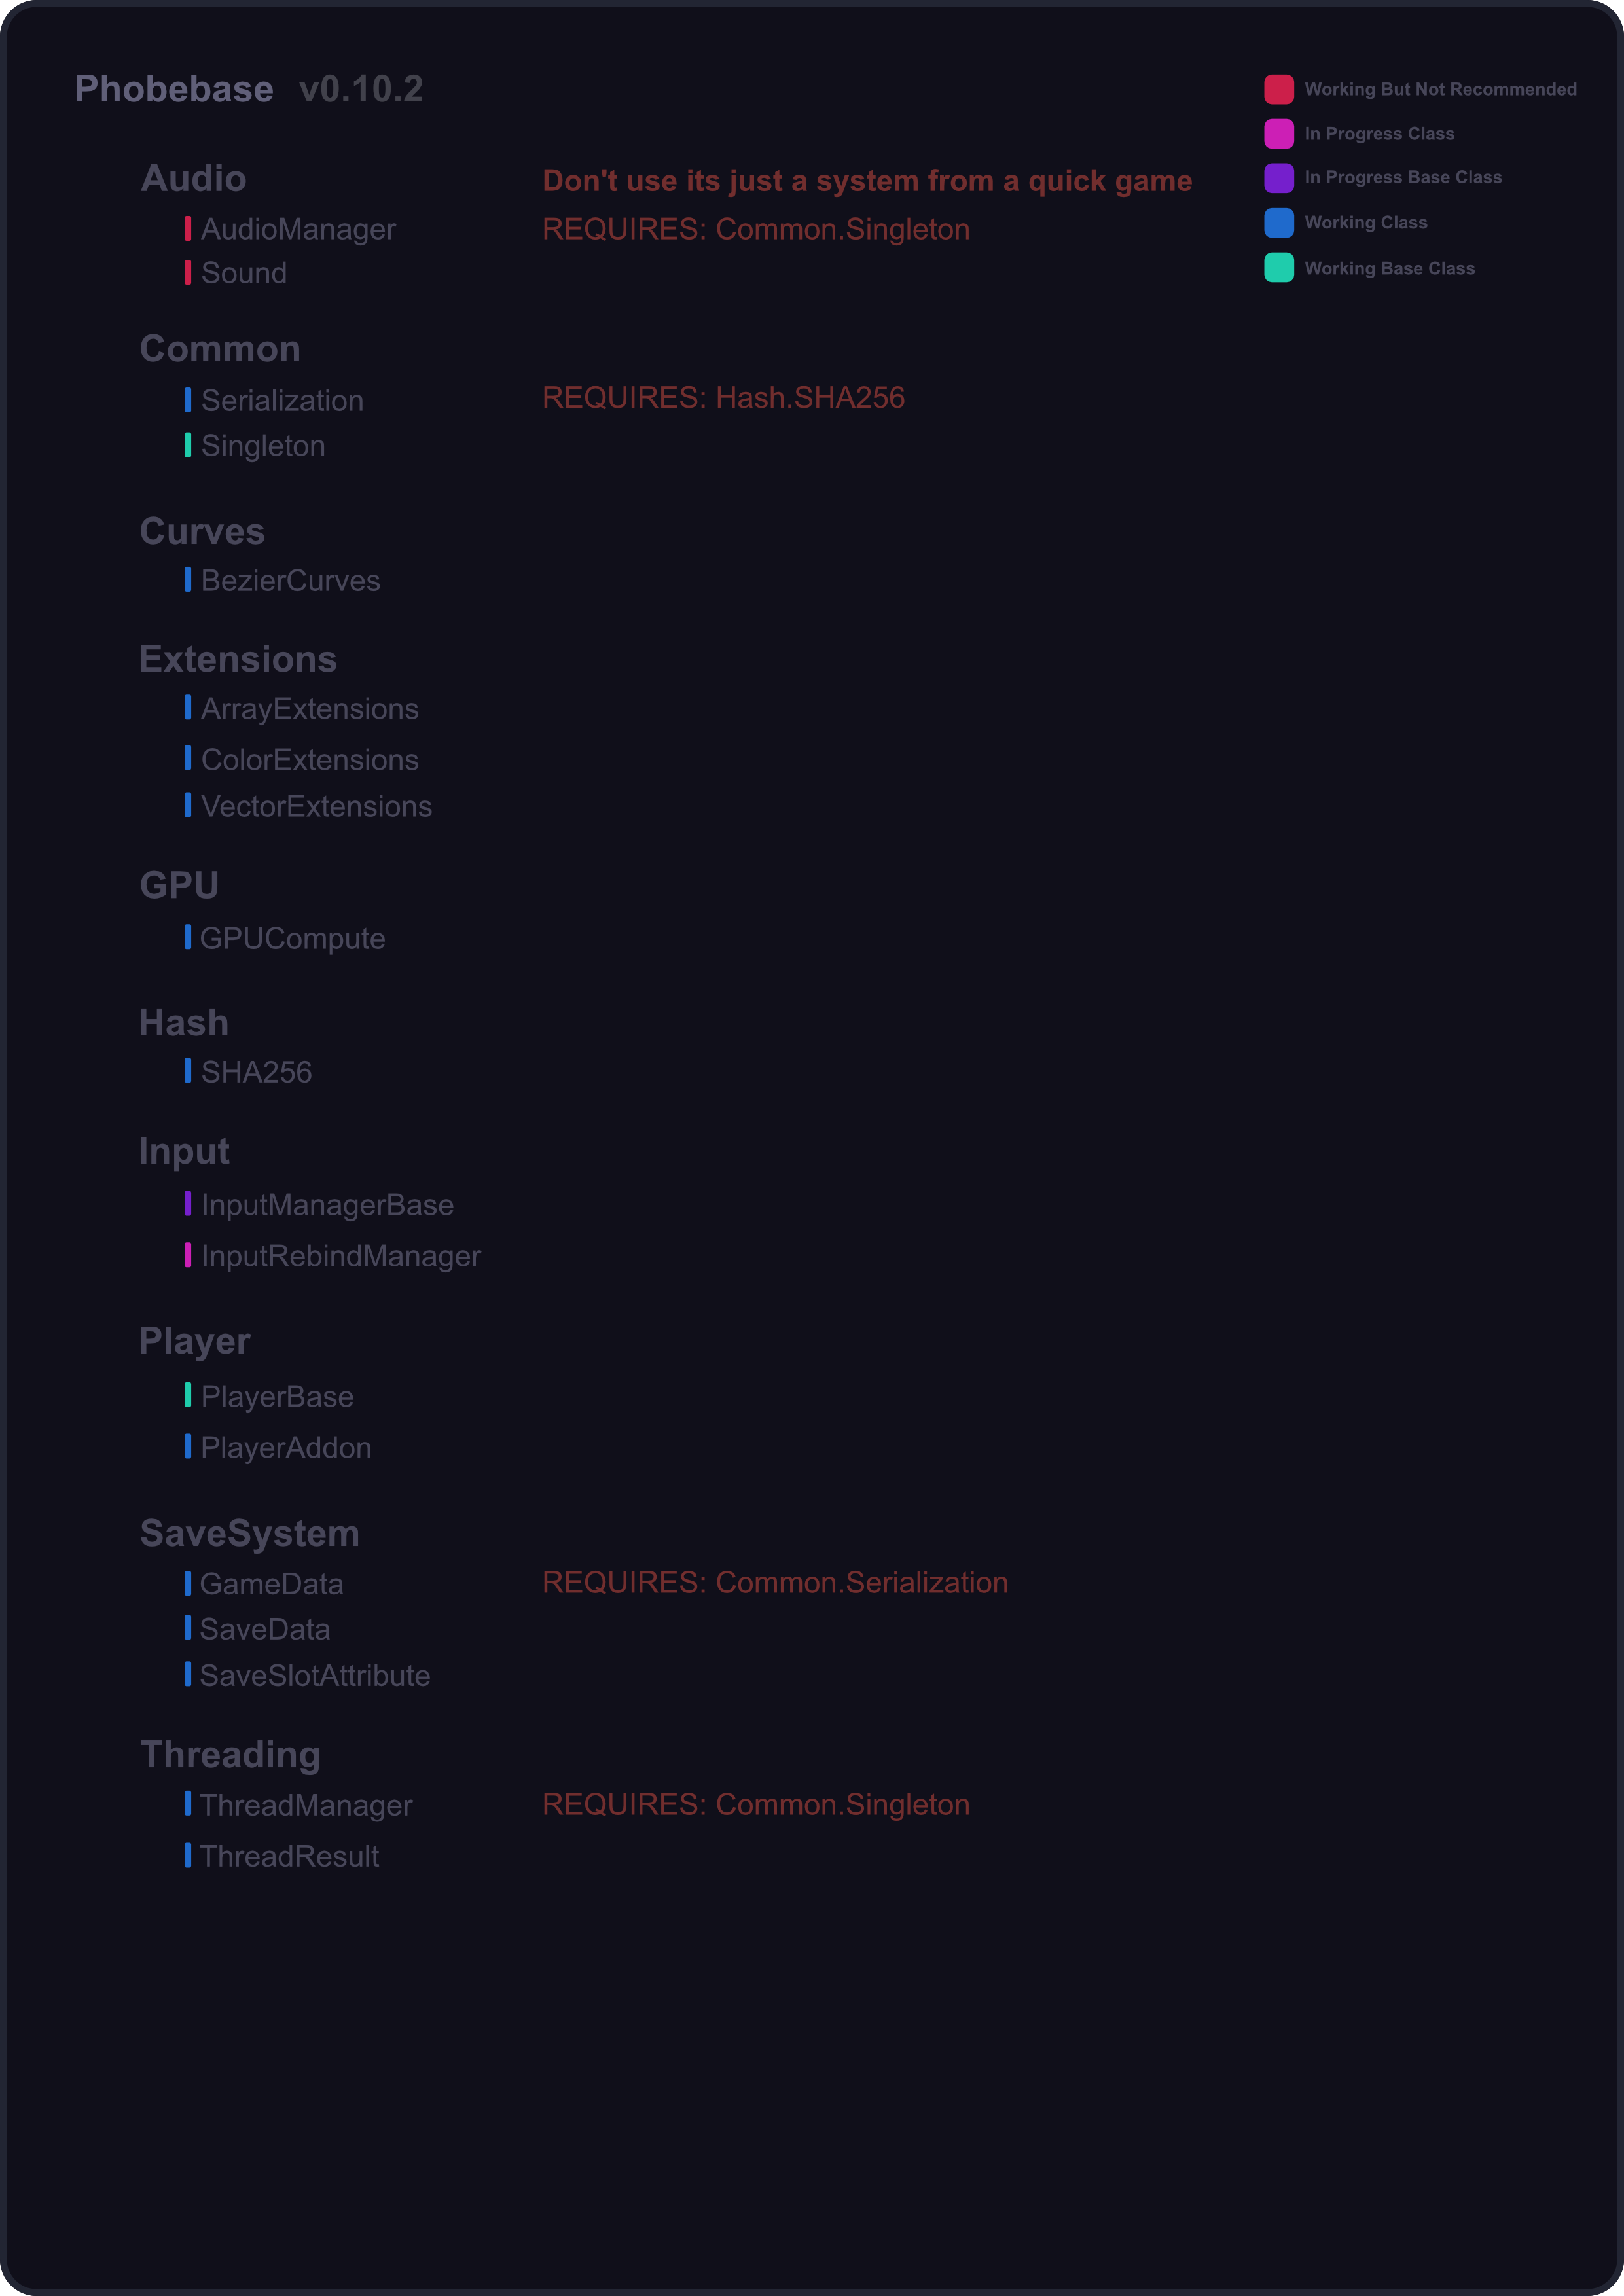 Phobebase v0.10.2
Working But Not Recommended
In Progress Class
In Progress Base Class
Working Class
Working Base Class
Audio
Don't use its just a system from a quick game
AudioManager
REQUIRES: Common.Singleton
Sound
Common
Serialization
REQUIRES: Hash.SHA256
Singleton
Curves
BezierCurves
Extensions
ArrayExtensions
ColorExtensions
VectorExtensions
GPU
GPUCompute
Hash
SHA256
Input
InputManagerBase
InputRebindManager
Player
PlayerBase
PlayerAddon
SaveSystem
GameData
REQUIRES: Common.Serialization
SaveData
SaveSlotAttribute
Threading
ThreadManager
REQUIRES: Common.Singleton
ThreadResult